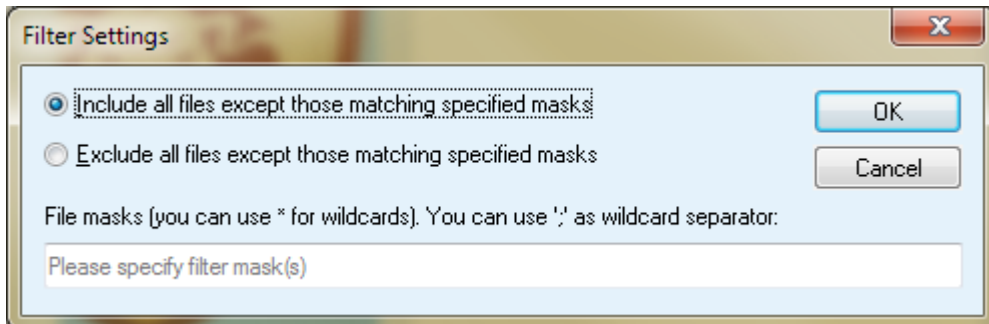 Filter Settings
Include all files except those matching specified masks
OK
Exclude all files except those matching specified masks
Cancel
File masks (you can use * for wildcards). You can use ';' as wildcard separator:
Please specify filter mask(s)